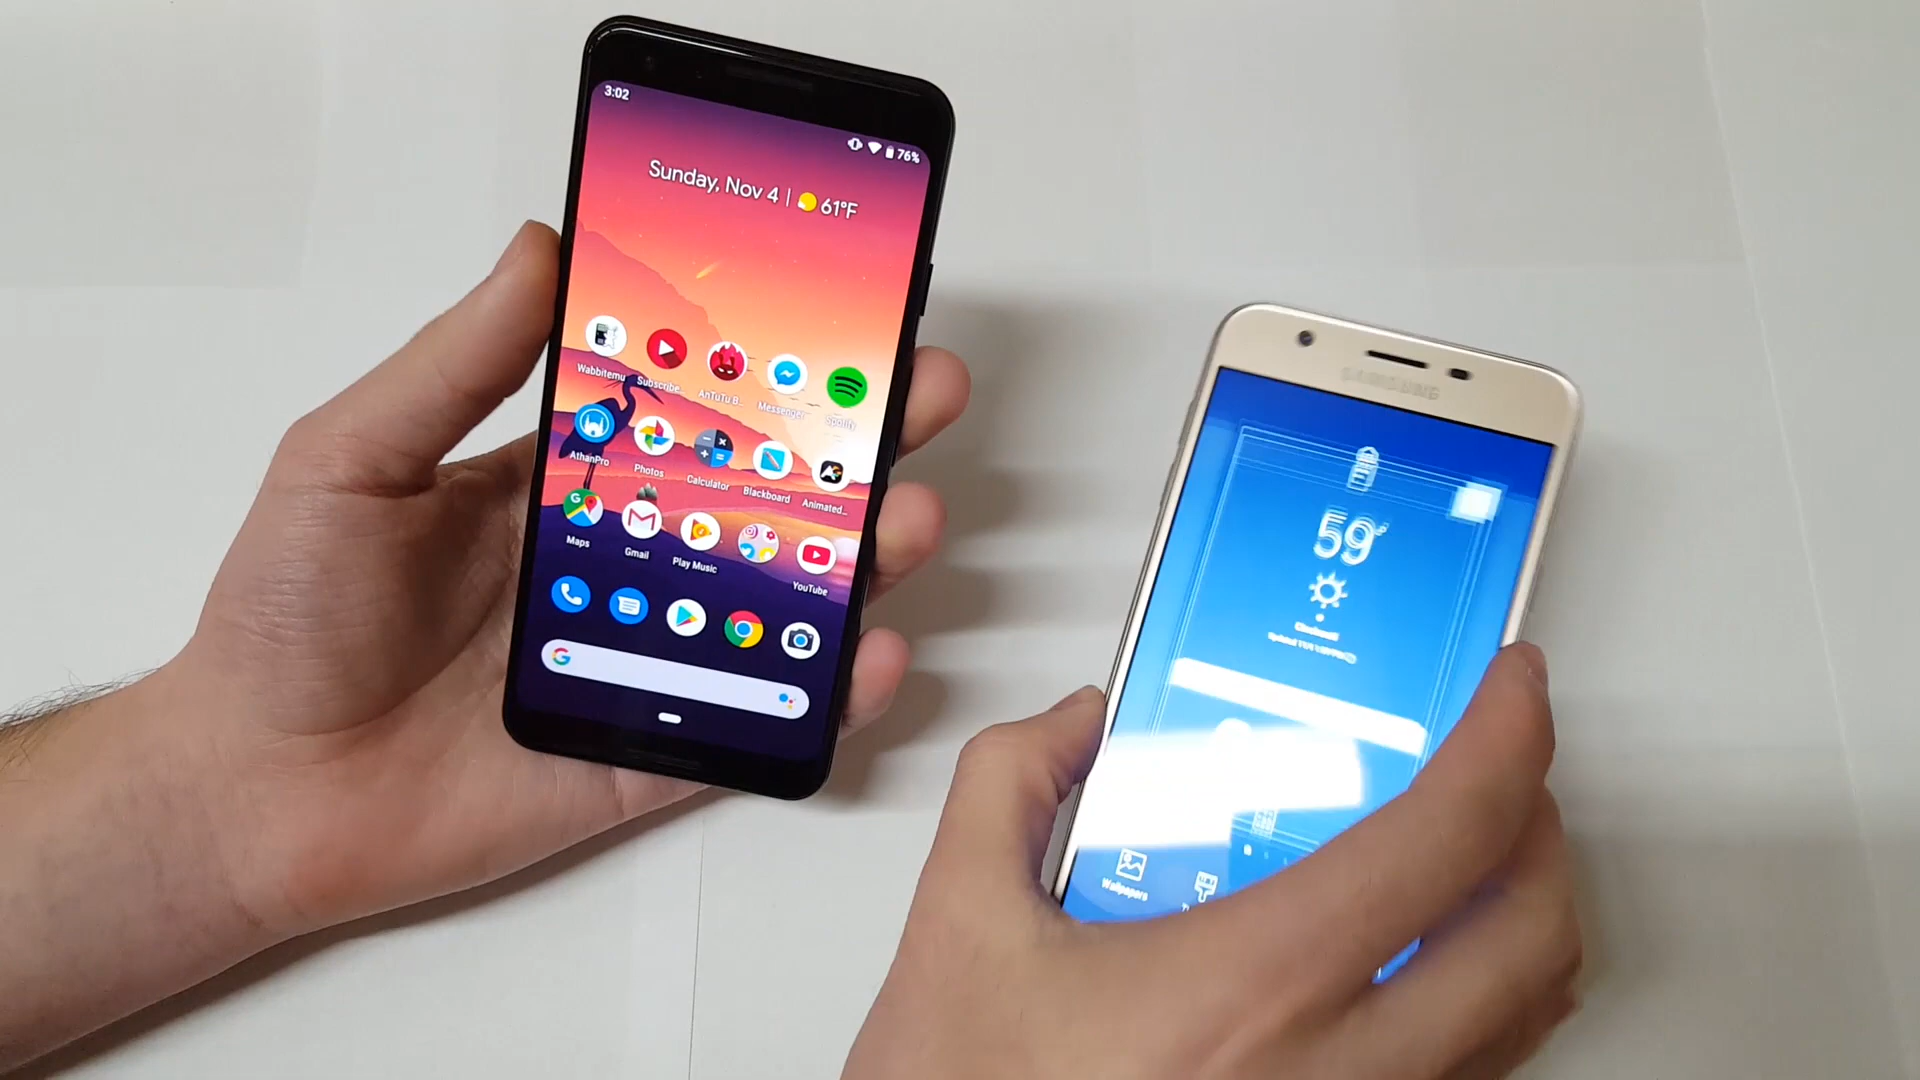 3:02
76%
Sunday, Nov 4 | 61°F
Wabbitemu
Subscribe...
AnTuTu B...
Messenger
Spotify
AthanPro
Photos
Calculator
Blackboard
Animated...
Maps
Gmail
Play Music
YouTube
G
SAMSUNG
59°
Wallpapers